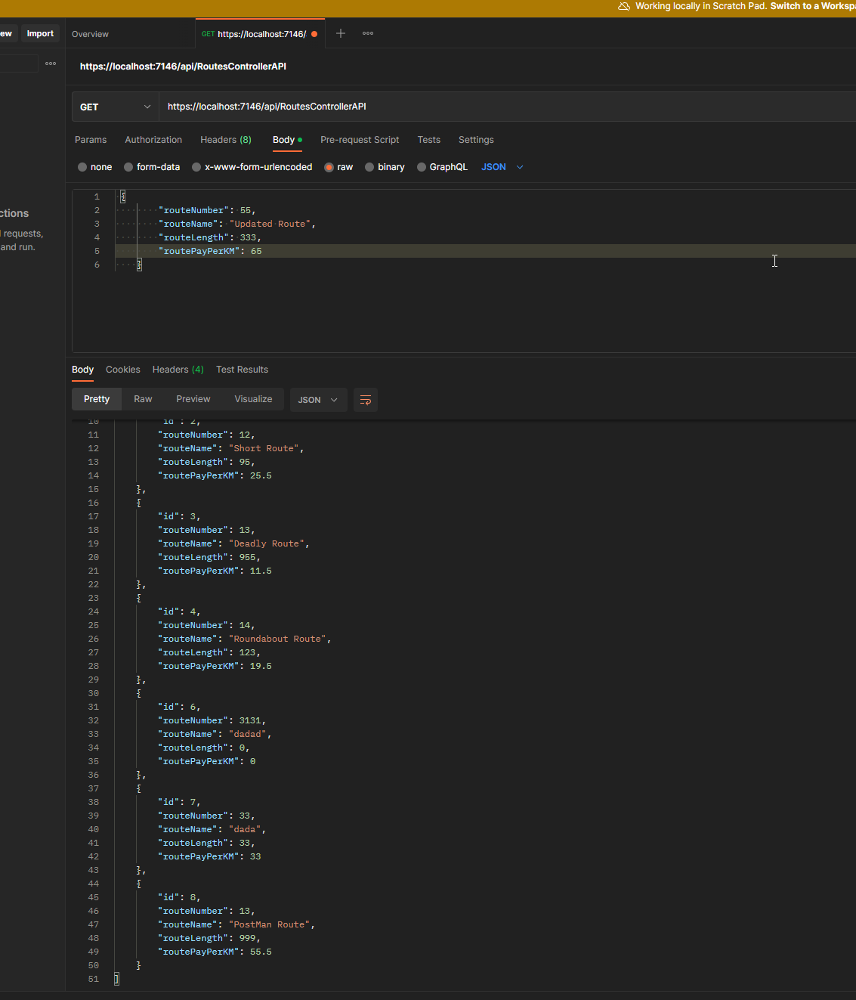 Working locally in Scratch Pad. Switch to a Workspa
ew Import Overview GET https://localhost:7146/
https://localhost:7146/api/RoutesControllerAPI
GET https://localhost:7146/api/RoutesControllerAPI
Params Authorization Headers (8) Body Pre-request Script Tests Settings
none form-data x-www-form-urlencoded raw binary GraphQL JSON
ctions
requests,
and run.
1 {
2 "routeNumber": 55,
3 "routeName": "Updated Route",
4 "routeLength": 333,
5 "routePayPerKM": 65
6 }
Body Cookies Headers (4) Test Results
Pretty Raw Preview Visualize JSON
10 "id": 2,
11 "routeNumber": 12,
12 "routeName": "Short Route",
13 "routeLength": 95,
14 "routePayPerKM": 25.5
15 },
16 {
17 "id": 3,
18 "routeNumber": 13,
19 "routeName": "Deadly Route",
20 "routeLength": 955,
21 "routePayPerKM": 11.5
22 },
23 {
24 "id": 4,
25 "routeNumber": 14,
26 "routeName": "Roundabout Route",
27 "routeLength": 123,
28 "routePayPerKM": 19.5
29 },
30 {
31 "id": 6,
32 "routeNumber": 3131,
33 "routeName": "dadad",
34 "routeLength": 0,
35 "routePayPerKM": 0
36 },
37 {
38 "id": 7,
39 "routeNumber": 33,
40 "routeName": "dada",
41 "routeLength": 33,
42 "routePayPerKM": 33
43 },
44 {
45 "id": 8,
46 "routeNumber": 13,
47 "routeName": "PostMan Route",
48 "routeLength": 999,
49 "routePayPerKM": 55.5
50 }
51 ]